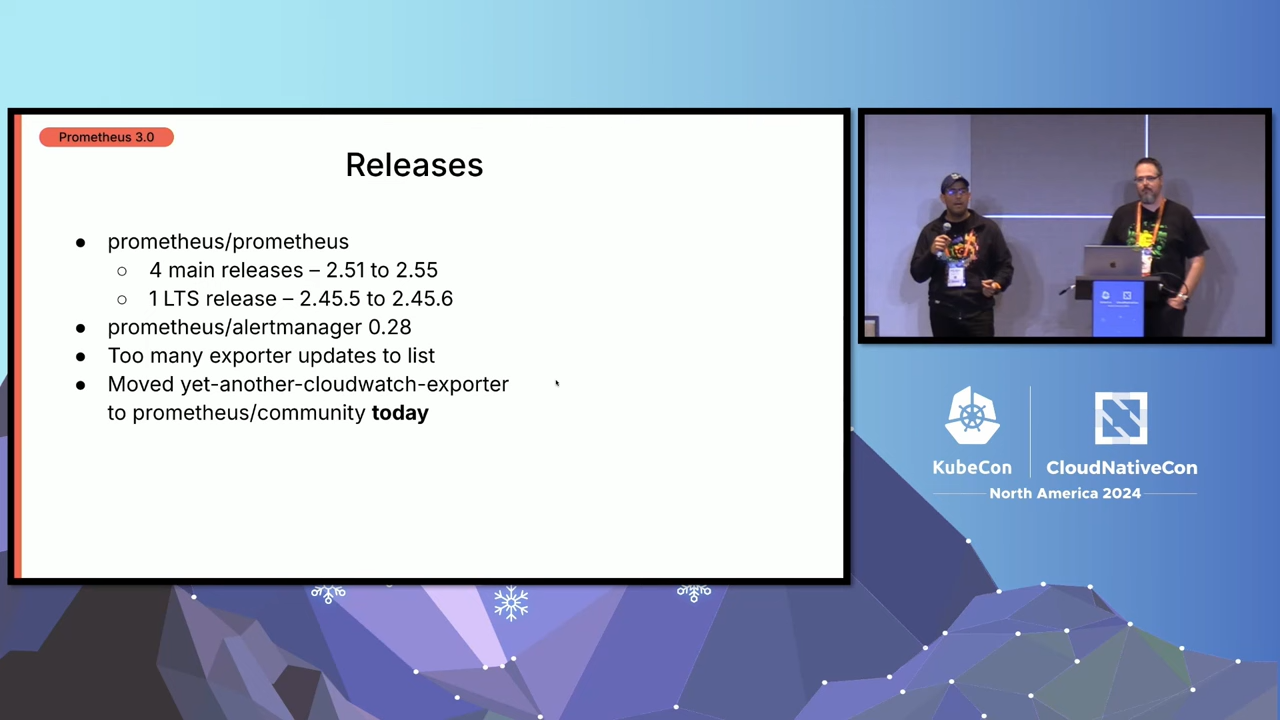 Prometheus 3.0
Releases
● prometheus/prometheus
○ 4 main releases – 2.51 to 2.55
○ 1 LTS release – 2.45.5 to 2.45.6
● prometheus/alertmanager 0.28
● Too many exporter updates to list
● Moved yet-another-cloudwatch-exporter
to prometheus/community today
KubeCon
CloudNativeCon
North America 2024